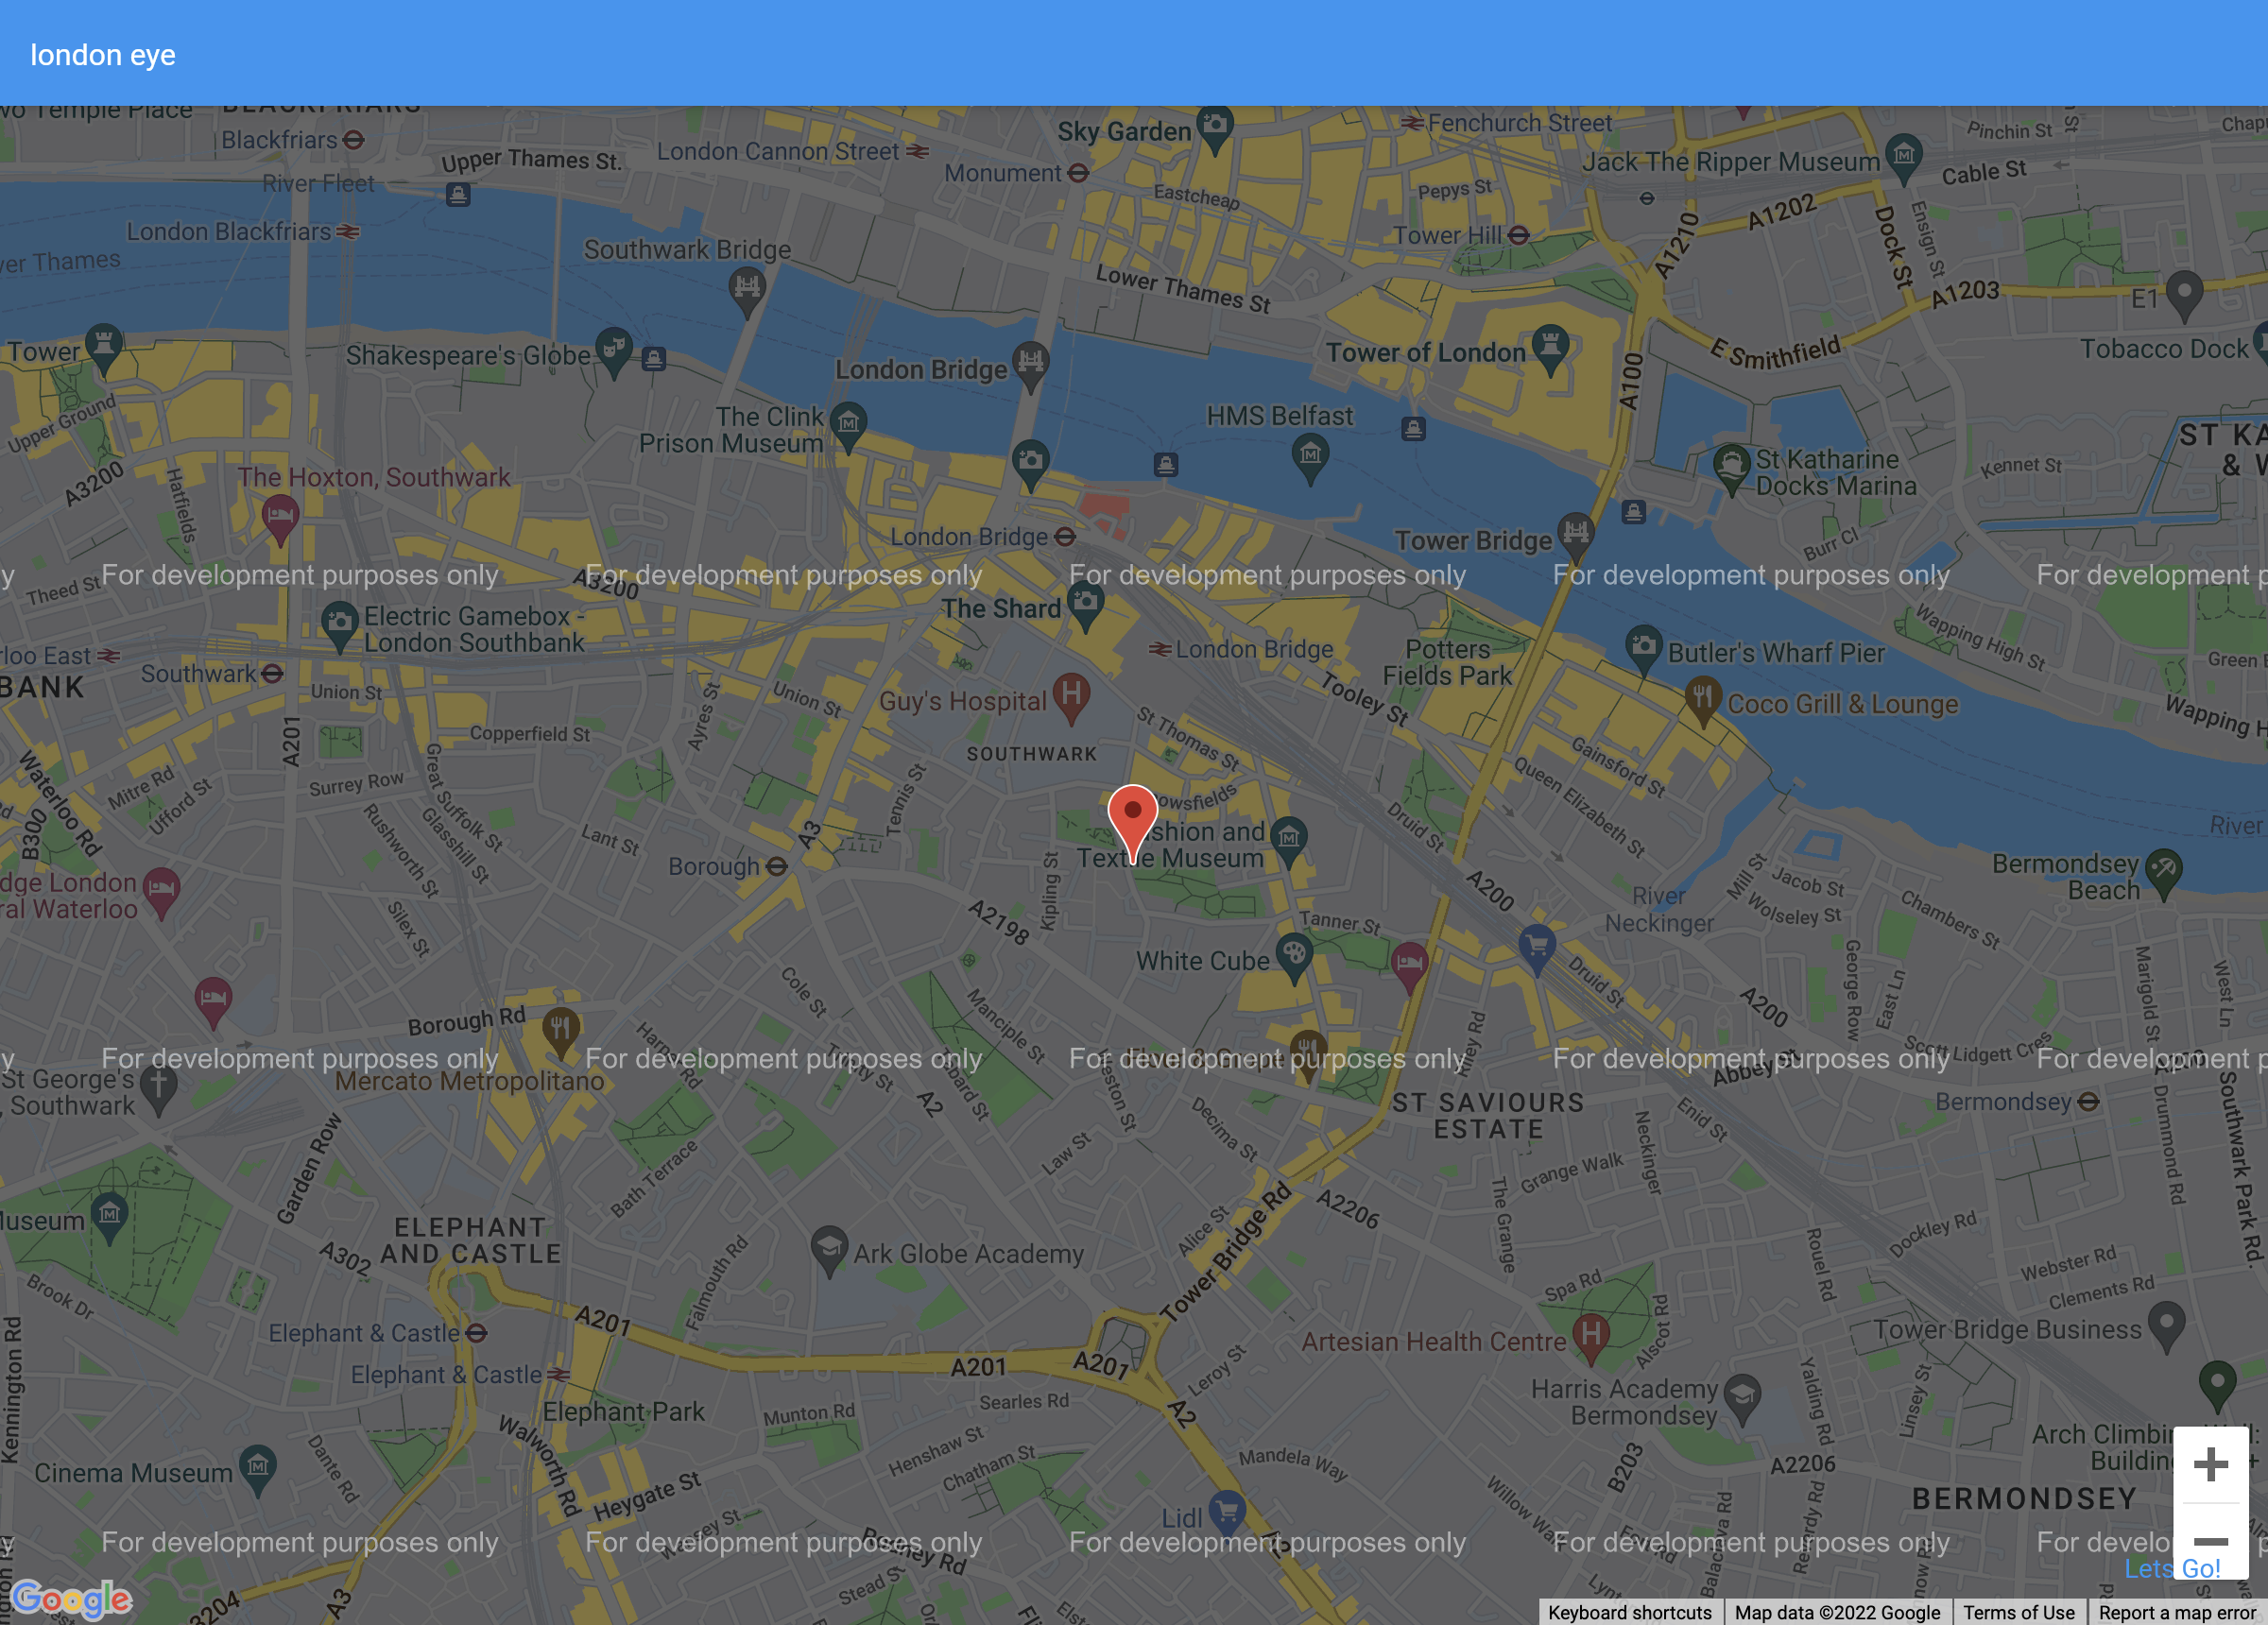 london eye
wo Temple Place
BLACKFRIARS
Blackfriars
Upper Thames St.
London Cannon Street
Sky Garden
Fenchurch Street
Pinchin St
Monument
Jack The Ripper Museum
Cable St
River Fleet
Eastcheap
Pepys St
A1202
Dock St
Ensign St
London Blackfriars
Tower Hill
A1210
Southwark Bridge
ver Thames
Lower Thames St
A1203
E1
Tower
Shakespeare's Globe
London Bridge
Tower of London
A100
E Smithfield
Tobacco Dock
Upper Ground
The Clink
Prison Museum
HMS Belfast
ST KA
& W
A3200
Hatfields
The Hoxton, Southwark
St Katharine
Docks Marina
Kennet St
London Bridge
Tower Bridge
Burr Cl
y
For development purposes only
For development purposes only
For development purposes only
For development purposes only
For development p
Theed St
A3200
The Shard
Electric Gamebox -
London Southbank
Wapping High St
rloo East
London Bridge
Potters
Fields Park
Butler's Wharf Pier
Green B
Southwark
BANK
Union St
Union St
Ayres St
Guy's Hospital
Tooley St
Coco Grill & Lounge
Wapping H
A201
Copperfield St
St Thomas St
SOUTHWARK
Gainsford St
Waterloo Rd
Mitre Rd
Surrey Row
Great Suffolk St
Tennis St
owsfields
Queen Elizabeth St
Ufford St
B300
Rushworth St
Glasshill St
Lant St
A3
shion and
Textile Museum
Druid St
River
Borough
Kipling St
A200
Mill St
Jacob St
Bermondsey
Beach
dge London
ral Waterloo
Silex St
A2198
Tanner St
River
Neckinger
Wolseley St
Chambers St
White Cube
Druid St
George Row
East Ln
Marigold St
West Ln
Cole St
Manciple St
A200
Borough Rd
Riley Rd
Scott Lidgett Cres
y
For development purposes only
For development purposes only
For development purposes only
For development purposes only
For development p
Trinity St
Abbey St
St George's
, Southwark
Mercato Metropolitano
A2
ST SAVIOURS
ESTATE
Enid St
Bermondsey
Drummond Rd
Southwark Park Rd.
Garden Row
Decima St
Law St
Neckinger
Bath Terrace
Grange Walk
The Grange
Museum
ELEPHANT
AND CASTLE
A302
Ark Globe Academy
Alice St
Tower Bridge Rd
A2206
Rouel Rd
Dockley Rd
Falmouth Rd
Brook Dr
Spa Rd
Webster Rd
Clements Rd
Elephant & Castle
A201
Kennington Rd
Artesian Health Centre
Alscot Rd
Tower Bridge Business
Elephant & Castle
A201
A201
Leroy St
Searles Rd
Harris Academy
Bermondsey
Yalding Rd
Linsey St
Elephant Park
Munton Rd
A2
Walworth Rd
Henshaw St
Arch Climbing
Building
Dante Rd
Cinema Museum
Chatham St
Mandela Way
B203
A2206
Heygate St
Willow Walk
BERMONDSEY
Lidl
Balaclava Rd
y
For development purposes only
For development purposes only
For development purposes only
For development purposes only
For develop
Rodney Rd
Lets Go!
Stead St
Google
3204
A3
Keyboard shortcuts
Map data ©2022 Google
Terms of Use
Report a map error